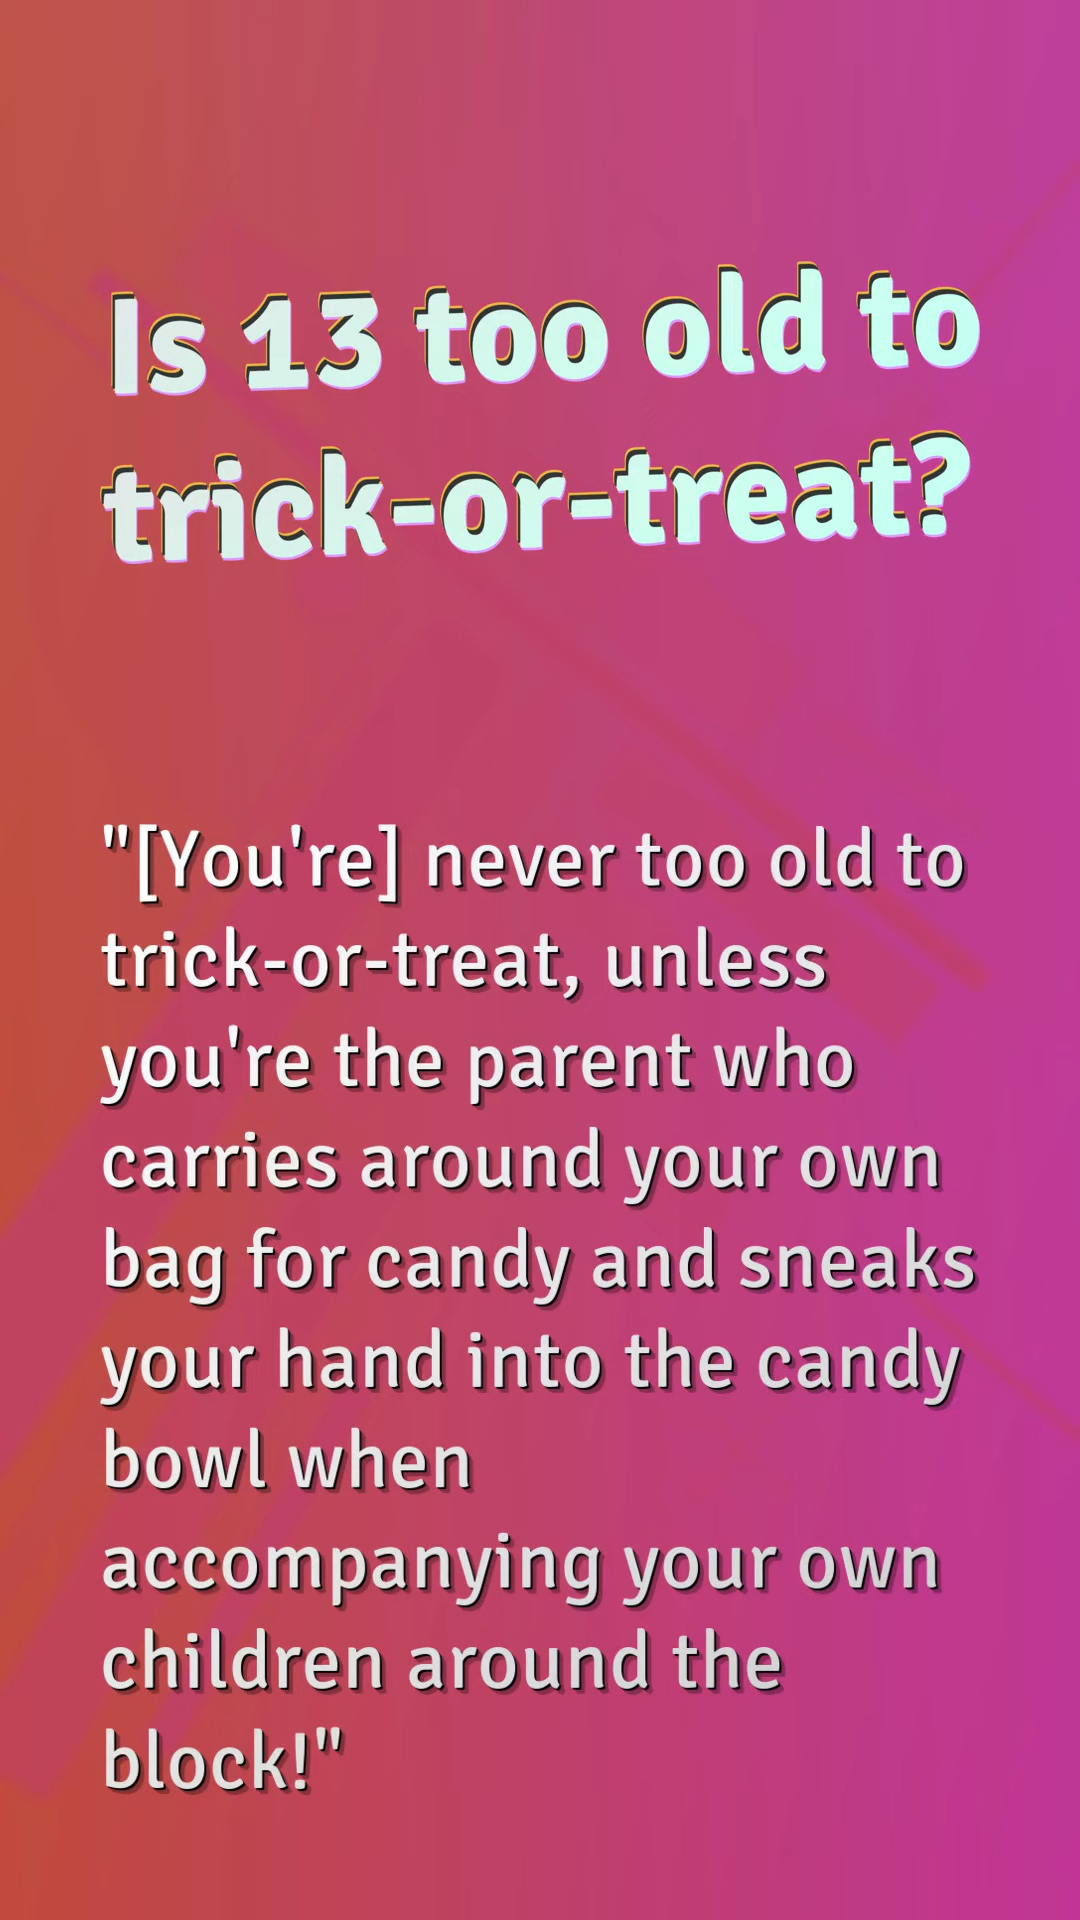 Is 13 too old to
trick-or-treat?
"[You're] never too old to
trick-or-treat, unless
you're the parent who
carries around your own
bag for candy and sneaks
your hand into the candy
bowl when
accompanying your own
children around the
block!"